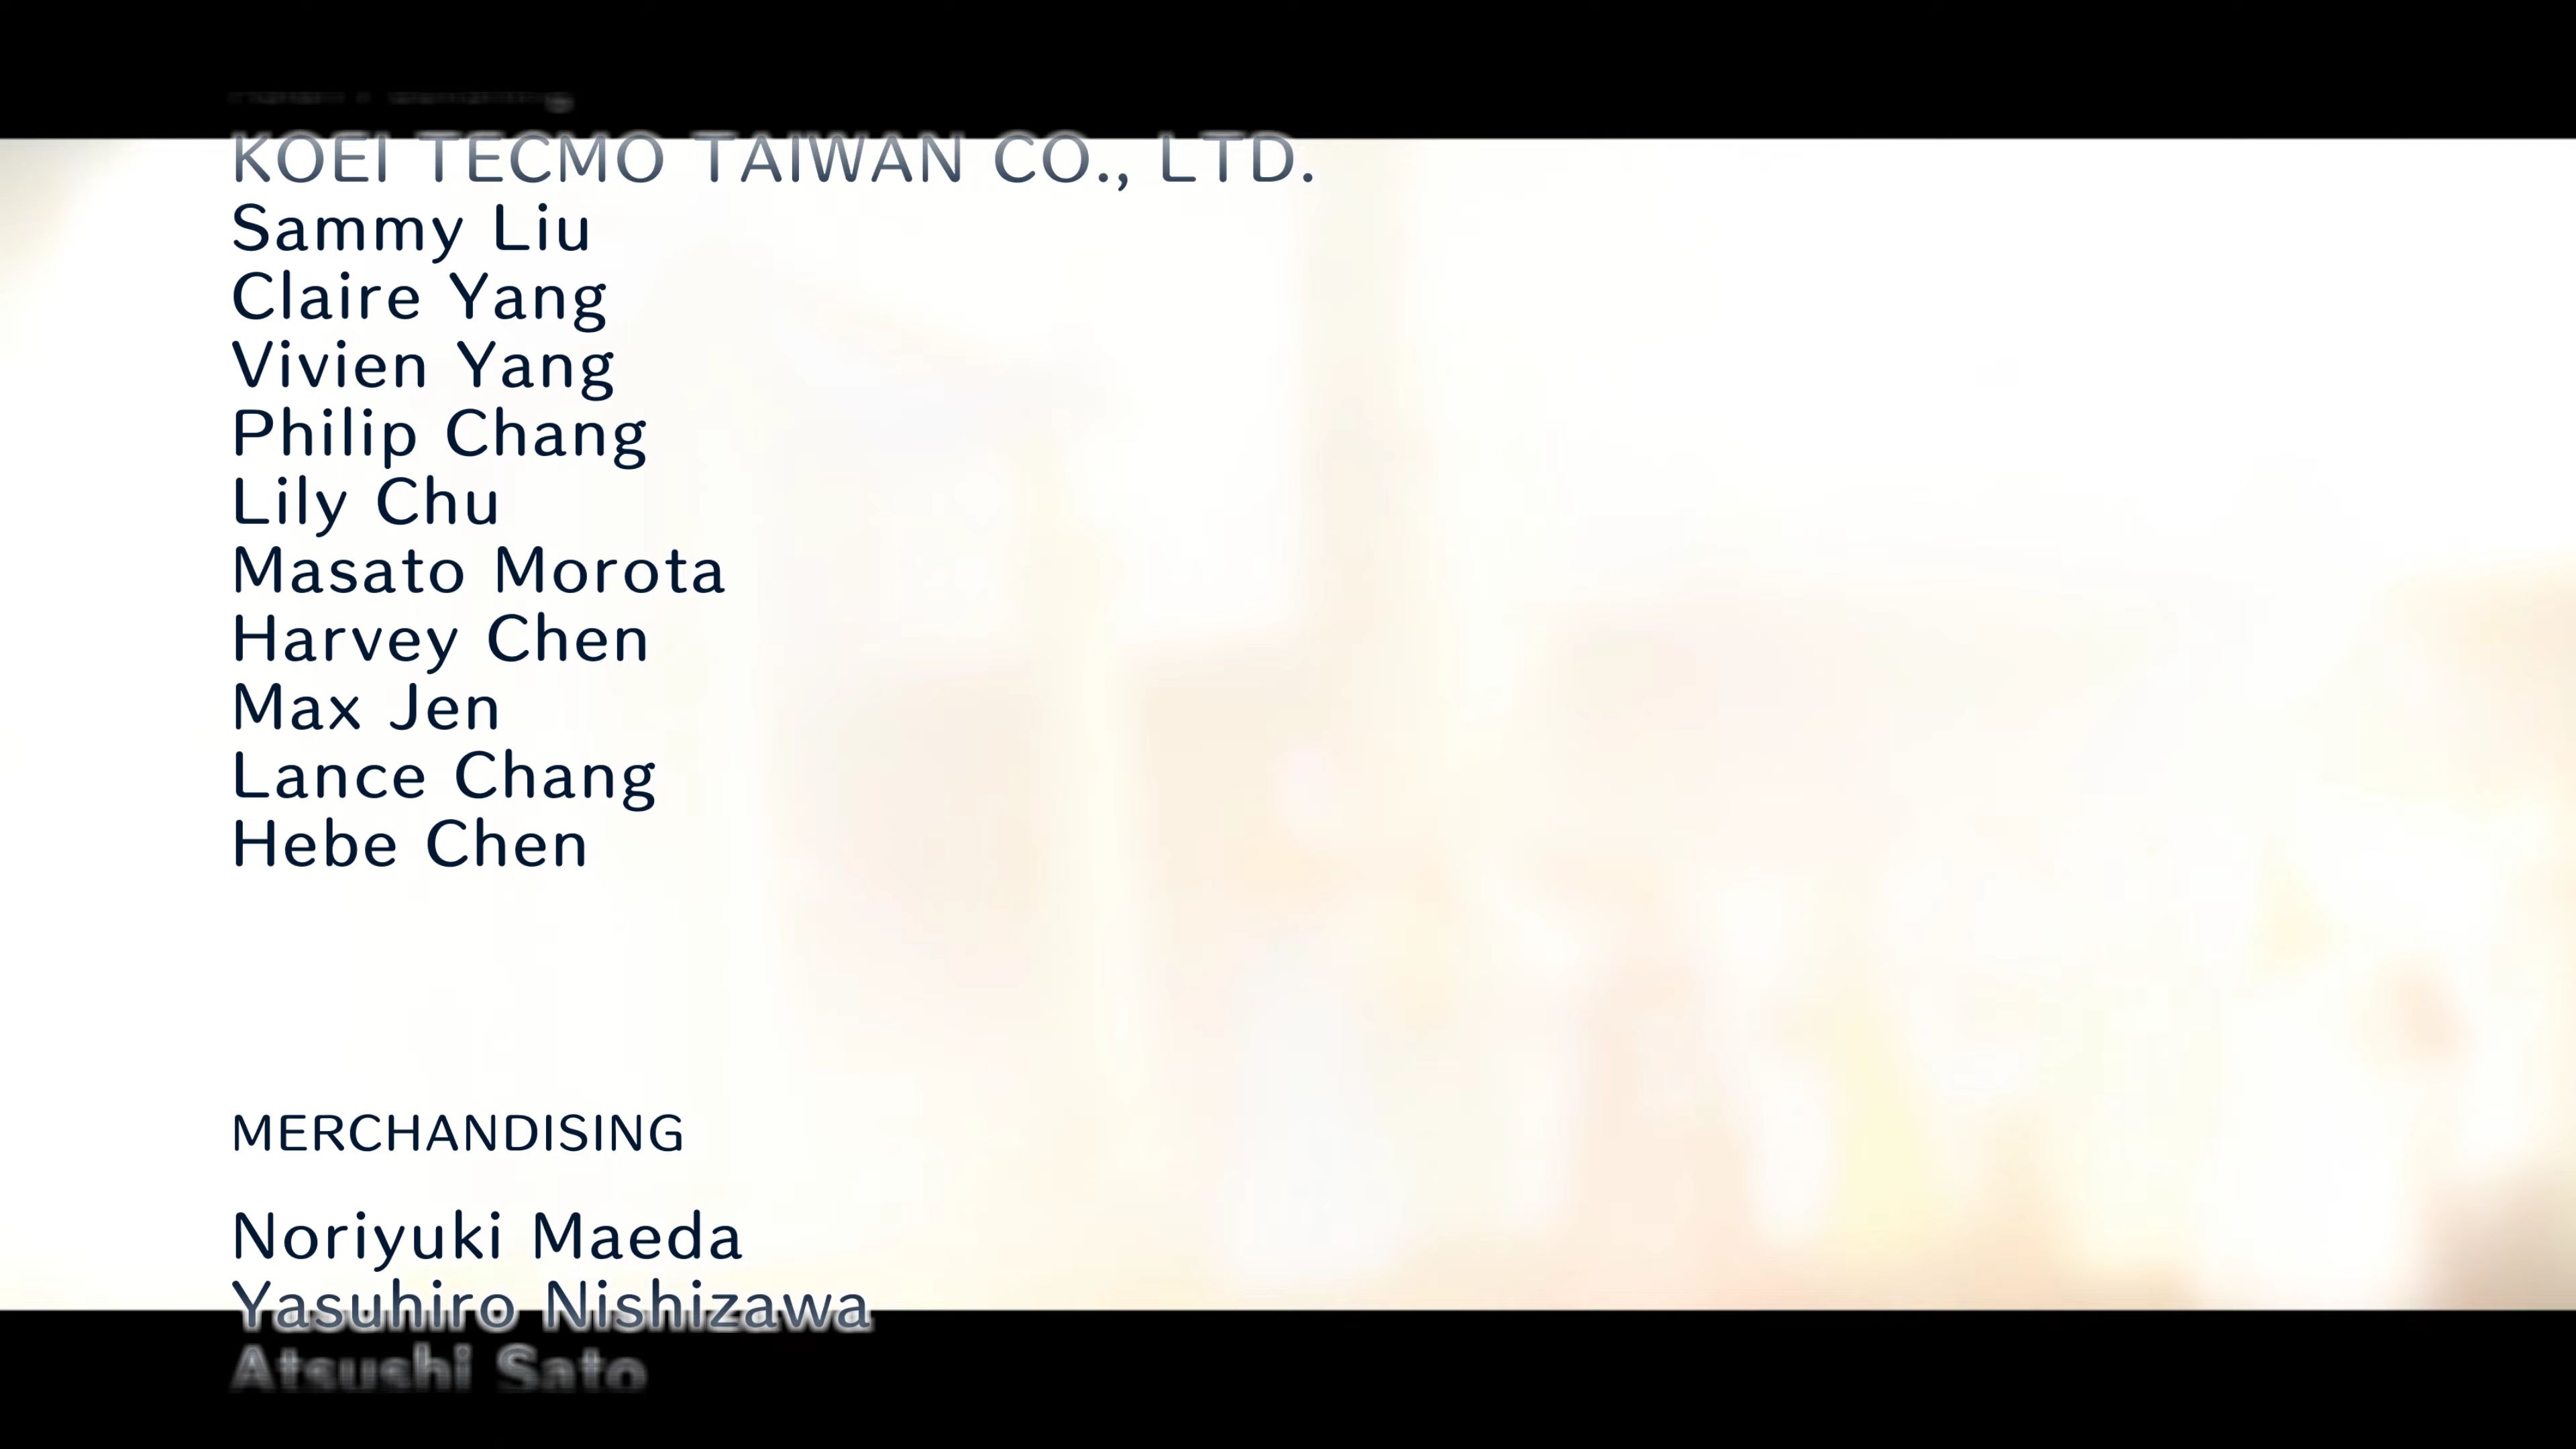 KOEI TECMO TAIWAN CO., LTD.
Sammy Liu
Claire Yang
Vivien Yang
Philip Chang
Lily Chu
Masato Morota
Harvey Chen
Max Jen
Lance Chang
Hebe Chen
MERCHANDISING
Noriyuki Maeda
Yasuhiro Nishizawa
Atsushi Sato